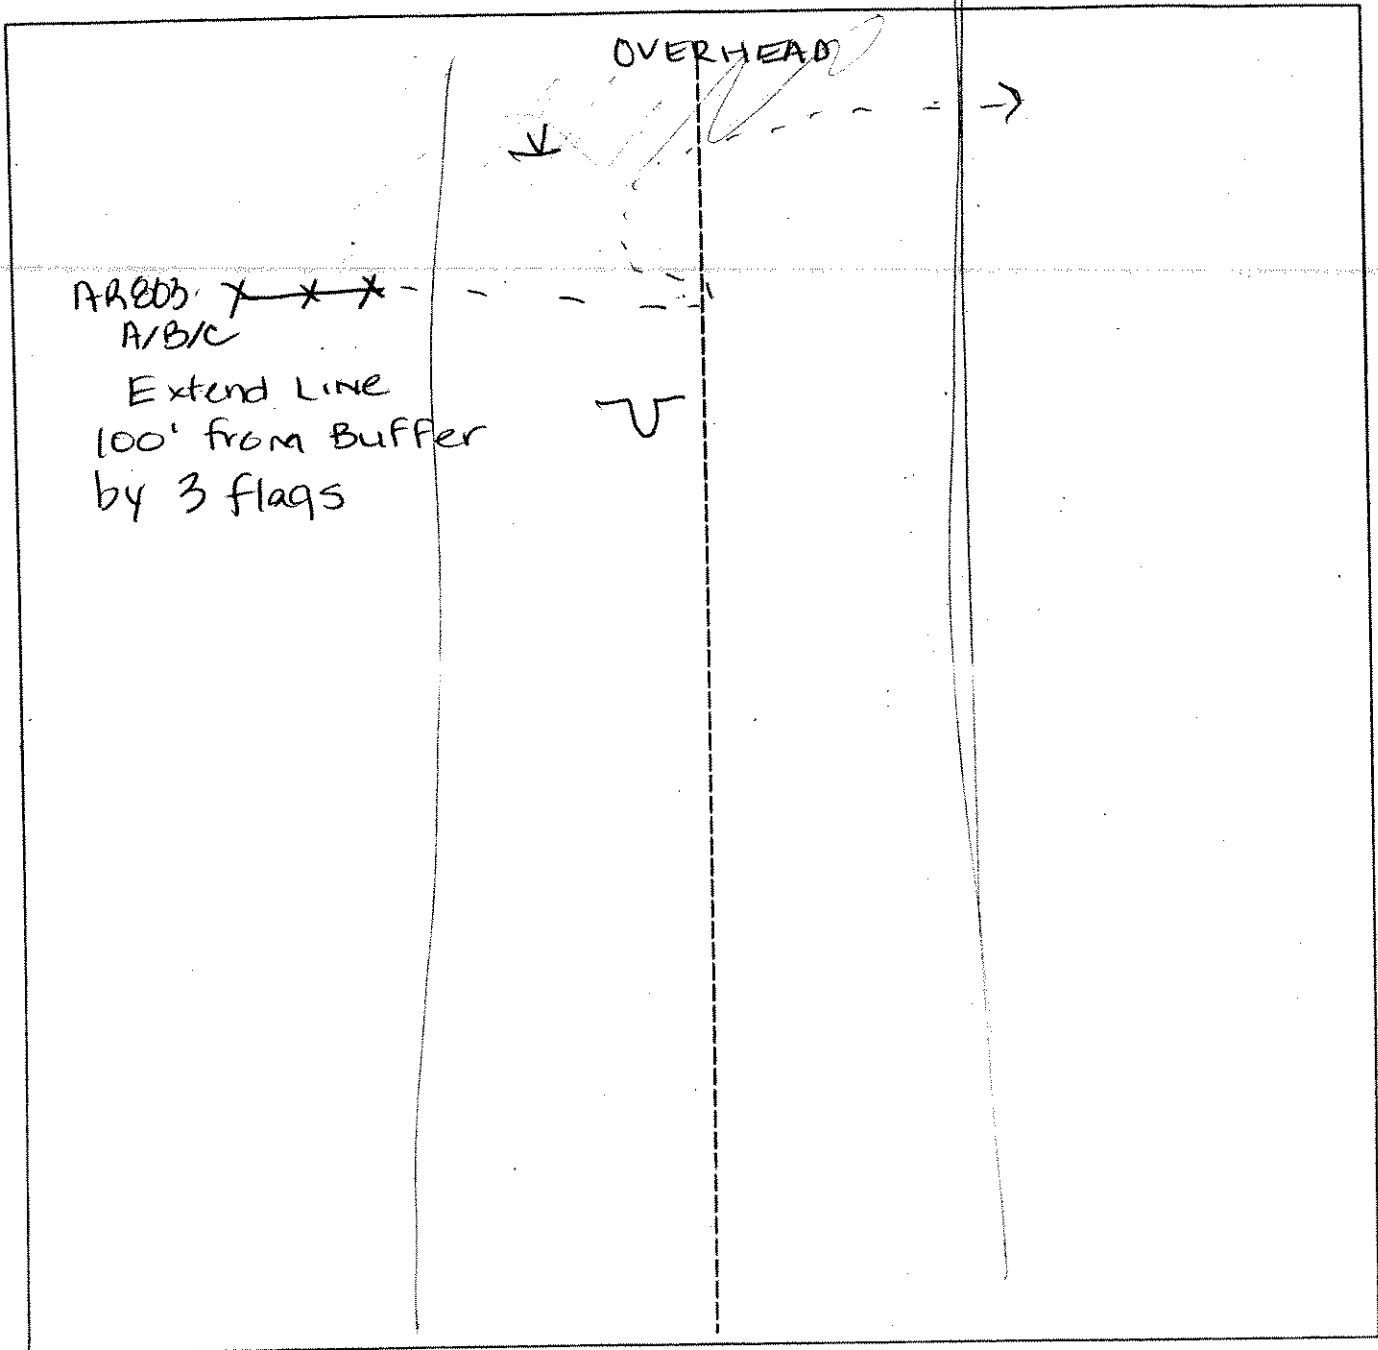 OVERHEAD
AR803
A/B/C
Extend Line
100' from Buffer
by 3 flags